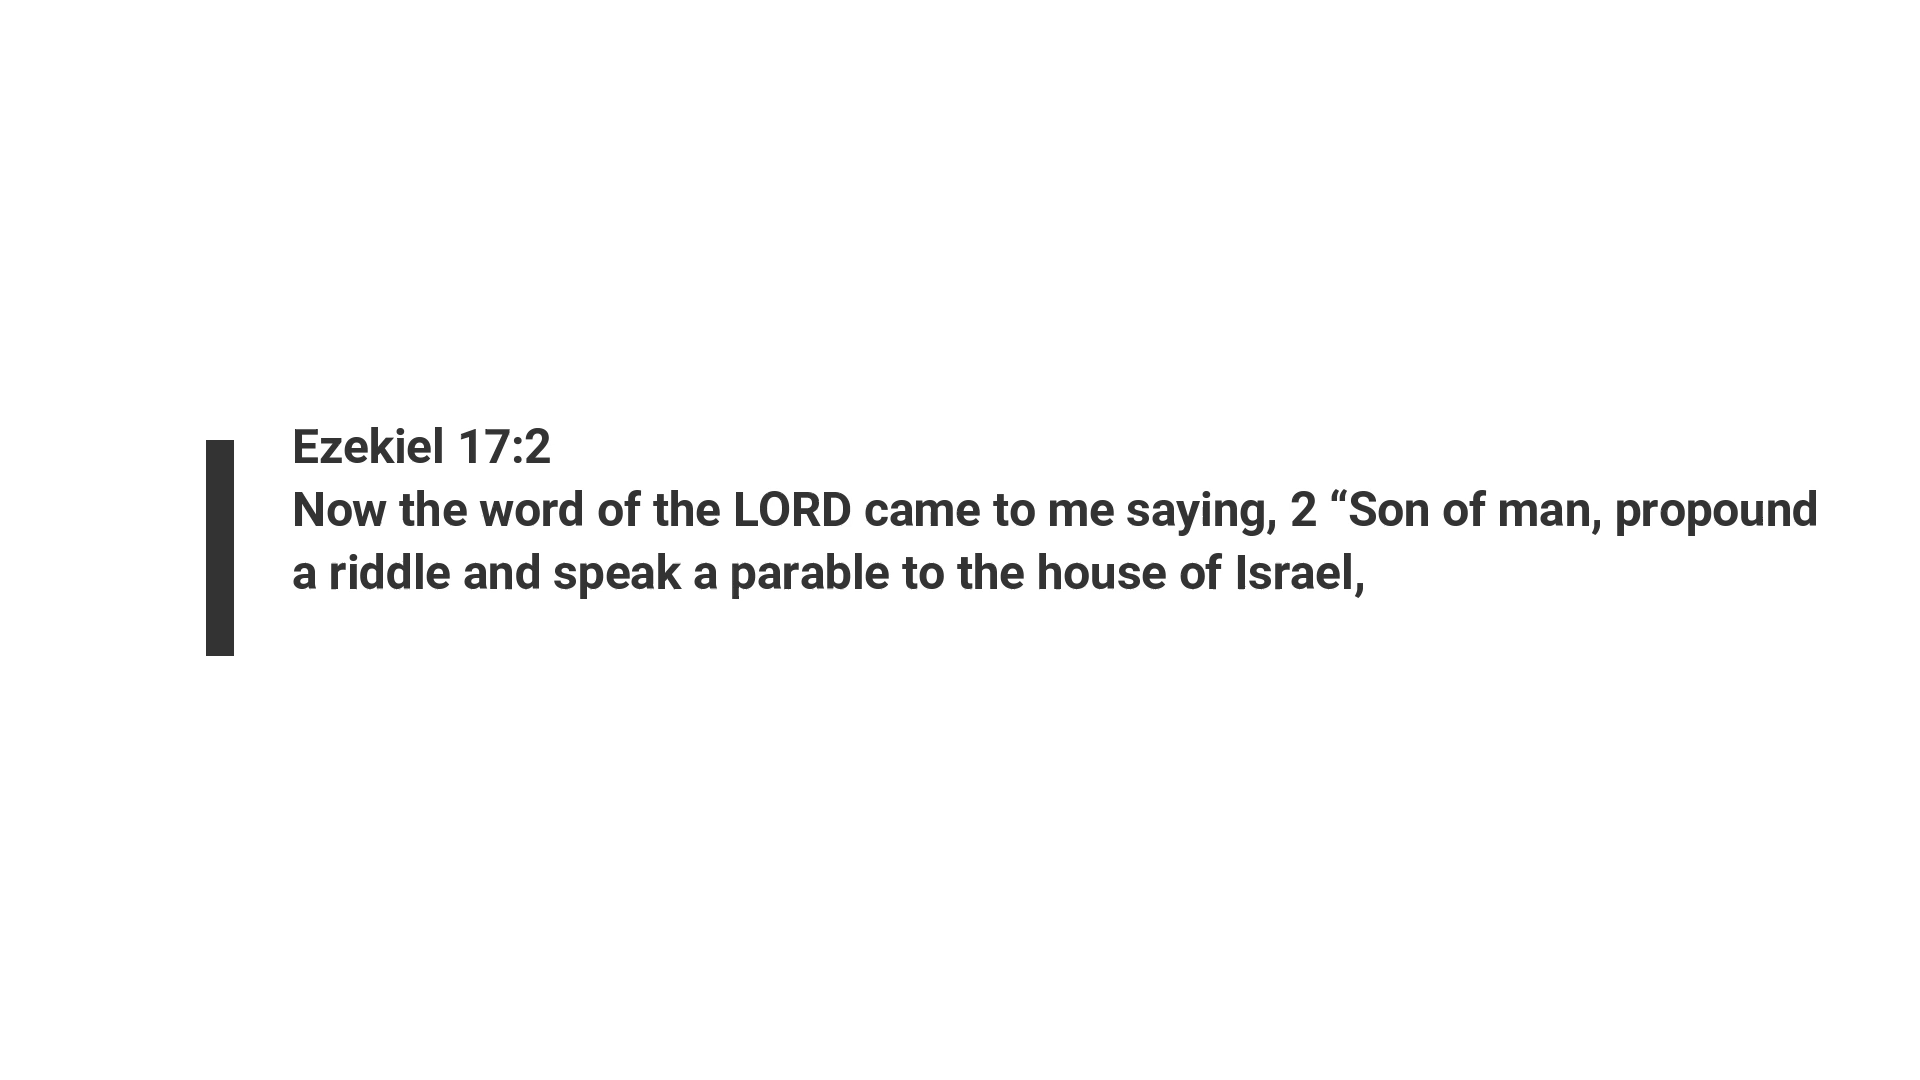 Ezekiel 17:2
Now the word of the LORD came to me saying, 2 “Son of man, propound
a riddle and speak a parable to the house of Israel,